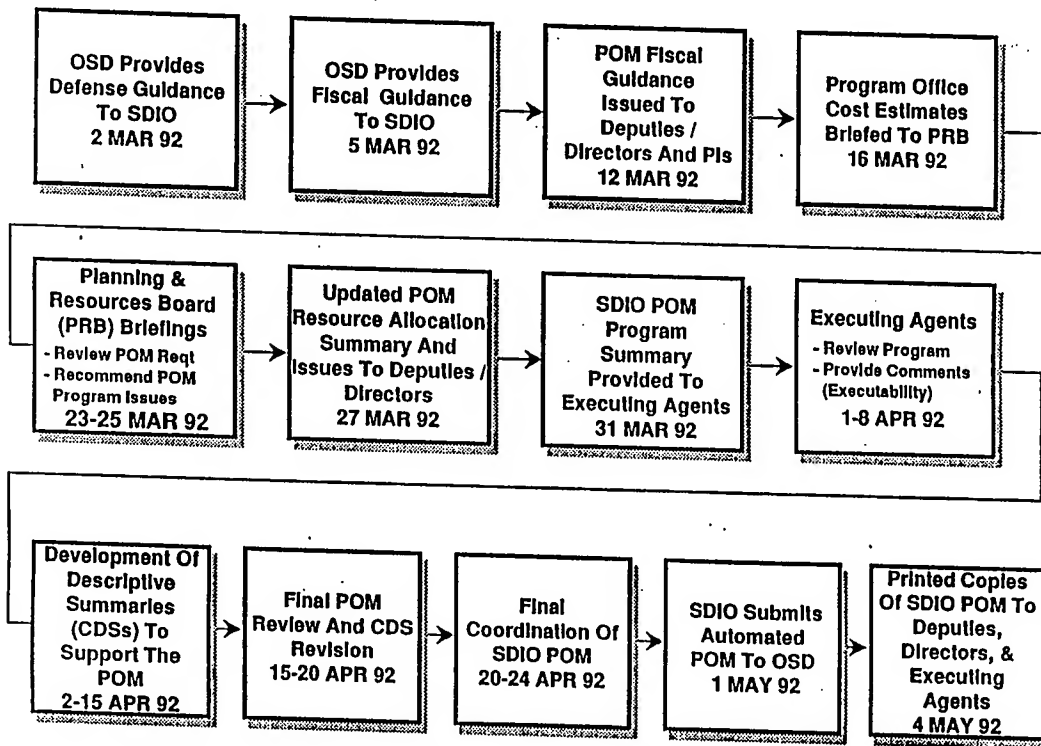 OSD Provides
Defense Guidance
To SDIO
2 MAR 92
OSD Provides
Fiscal Guidance
To SDIO
5 MAR 92
POM Fiscal
Guidance
Issued To
Deputies /
Directors And PIs
12 MAR 92
Program Office
Cost Estimates
Briefed To PRB
16 MAR 92
Planning &
Resources Board
(PRB) Briefings
- Review POM Reqt
- Recommend POM
Program Issues
23-25 MAR 92
Updated POM
Resource Allocation
Summary And
Issues To Deputies /
Directors
27 MAR 92
SDIO POM
Program
Summary
Provided To
Executing Agents
31 MAR 92
Executing Agents
- Review Program
- Provide Comments
(Executability)
1-8 APR 92
Development Of
Descriptive
Summaries
(CDSs) To
Support The
POM
2-15 APR 92
Final POM
Review And CDS
Revision
15-20 APR 92
Final
Coordination Of
SDIO POM
20-24 APR 92
SDIO Submits
Automated
POM To OSD
1 MAY 92
Printed Copies
Of SDIO POM To
Deputies,
Directors, &
Executing
Agents
4 MAY 92